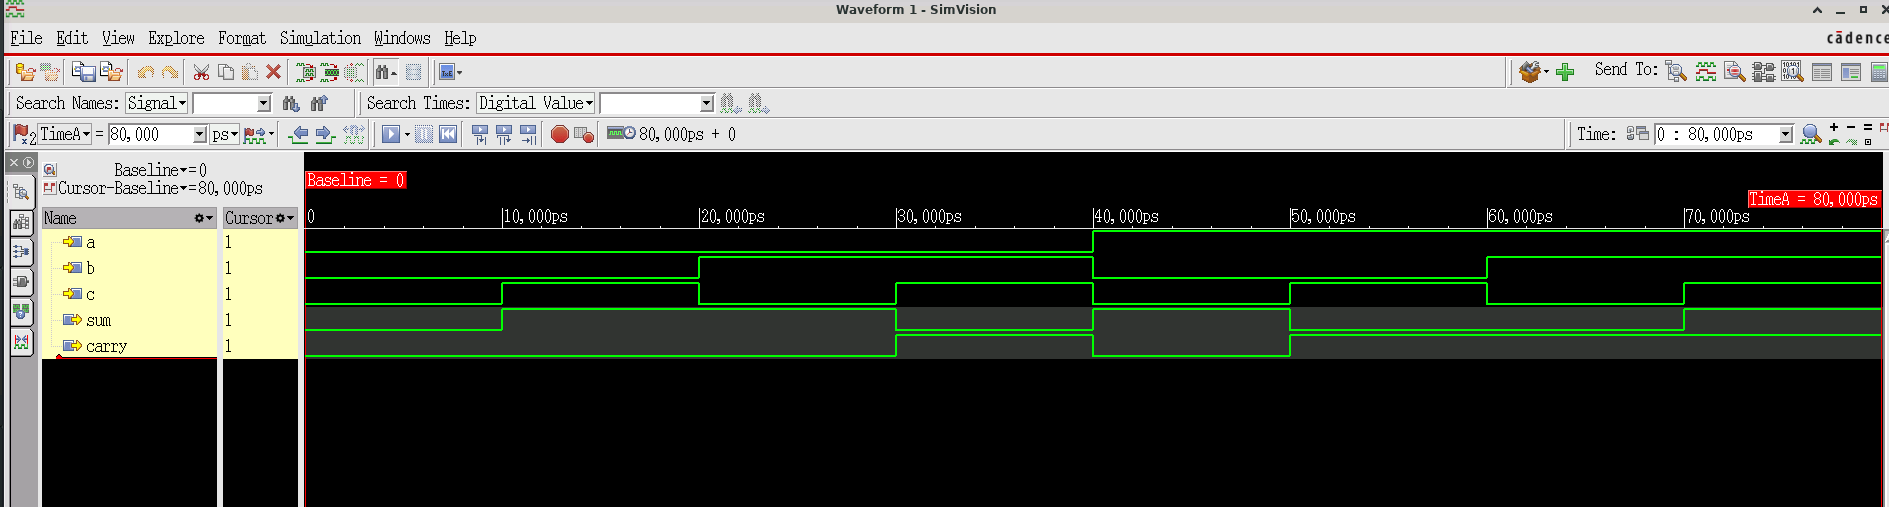 Waveform 1 - SimVision
File Edit View Explore Format Simulation Windows Help
cādence
Send To:
Search Names: Signal
Search Times: Digital Value
TimeA = 80,000 ps
80,000ps + 0
Time: 0 : 80,000ps
Baseline=0
Cursor-Baseline=80,000ps
Baseline = 0
TimeA = 80,000ps
Name Cursor
0 10,000ps 20,000ps 30,000ps 40,000ps 50,000ps 60,000ps 70,000ps
a 1
b 1
c 1
sum 1
carry 1